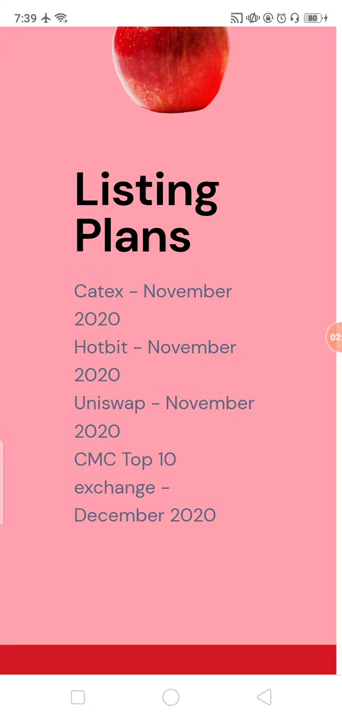 7:39
80
Listing
Plans
Catex - November
2020
Hotbit - November
2020
Uniswap - November
2020
CMC Top 10
exchange -
December 2020
02